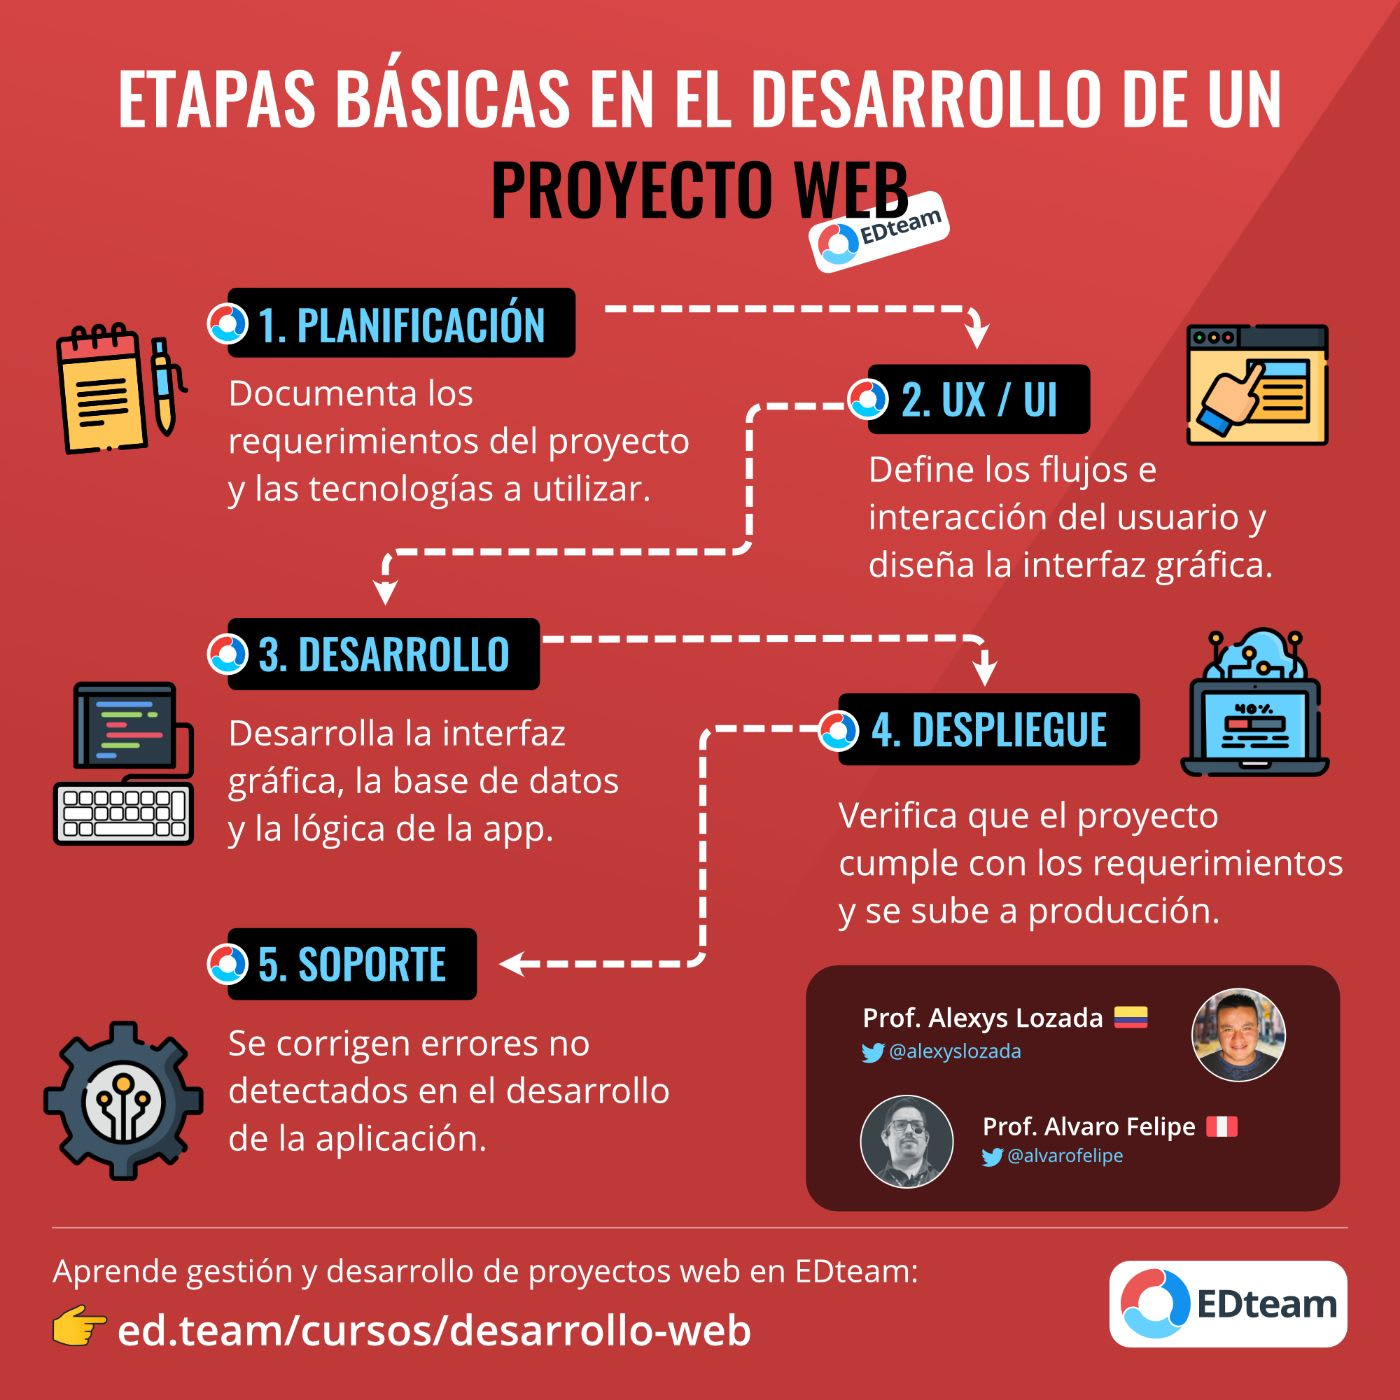 ETAPAS BÁSICAS EN EL DESARROLLO DE UN
PROYECTO WEB
EDteam
1. PLANIFICACIÓN
Documenta los
requerimientos del proyecto
y las tecnologías a utilizar.
2. UX / UI
Define los flujos e
interacción del usuario y
diseña la interfaz gráfica.
3. DESARROLLO
Desarrolla la interfaz
gráfica, la base de datos
y la lógica de la app.
4. DESPLIEGUE
40%
Verifica que el proyecto
cumple con los requerimientos
y se sube a producción.
5. SOPORTE
Se corrigen errores no
detectados en el desarrollo
de la aplicación.
Prof. Alexys Lozada
@alexyslozada
Prof. Alvaro Felipe
@alvarofelipe
Aprende gestión y desarrollo de proyectos web en EDteam:
ed.team/cursos/desarrollo-web
EDteam